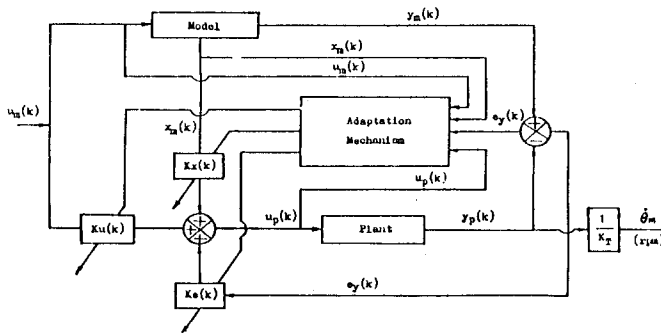 Model
y_m(k)
x_m(k)
u_m(k)
u_m(k)
x_m(k)
Adaptation
Mechanism
e_y(k)
Kx(k)
u_p(k)
u_p(k)
y_p(k)
Ku(k)
Plant
1
K_T
θ̇_m
(rpm)
Ke(k)
e_y(k)